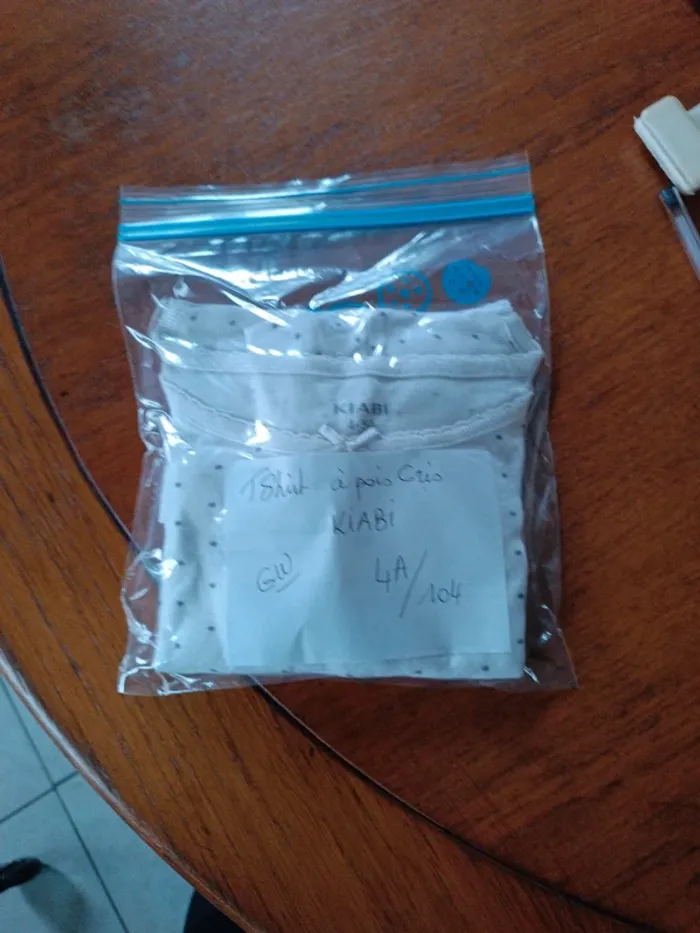 KIABI
TShirt à pois Gris
KIABI
GW 4A/104